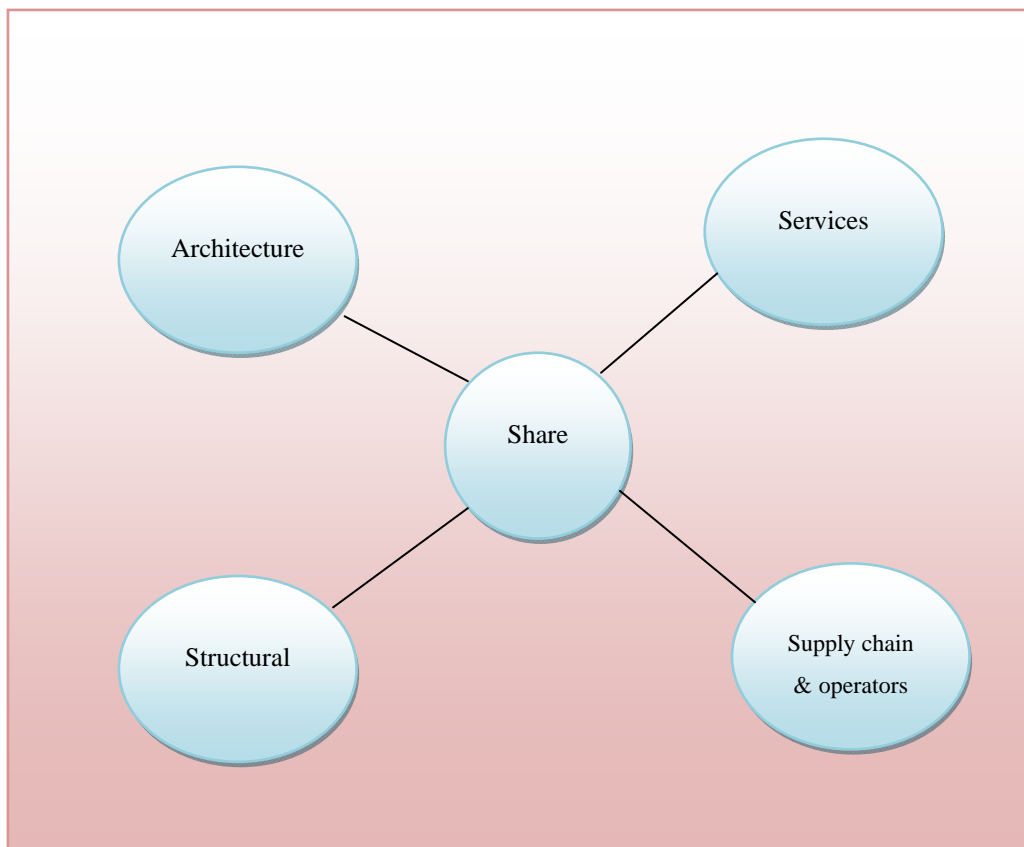 Architecture
Services
Share
Structural
Supply chain
& operators